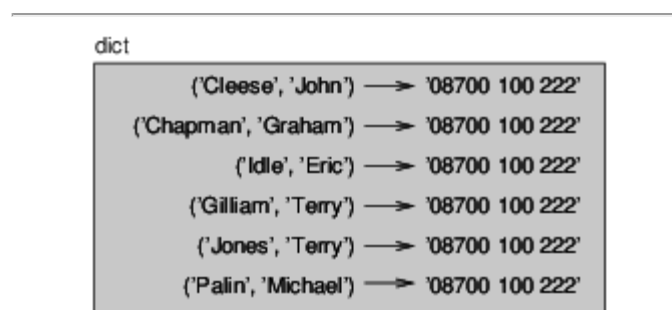 dict
('Cleese', 'John') → '08700 100 222'
('Chapman', 'Graham') → '08700 100 222'
('Idle', 'Eric') → '08700 100 222'
('Gilliam', 'Terry') → '08700 100 222'
('Jones', 'Terry') → '08700 100 222'
('Palin', 'Michael') → '08700 100 222'